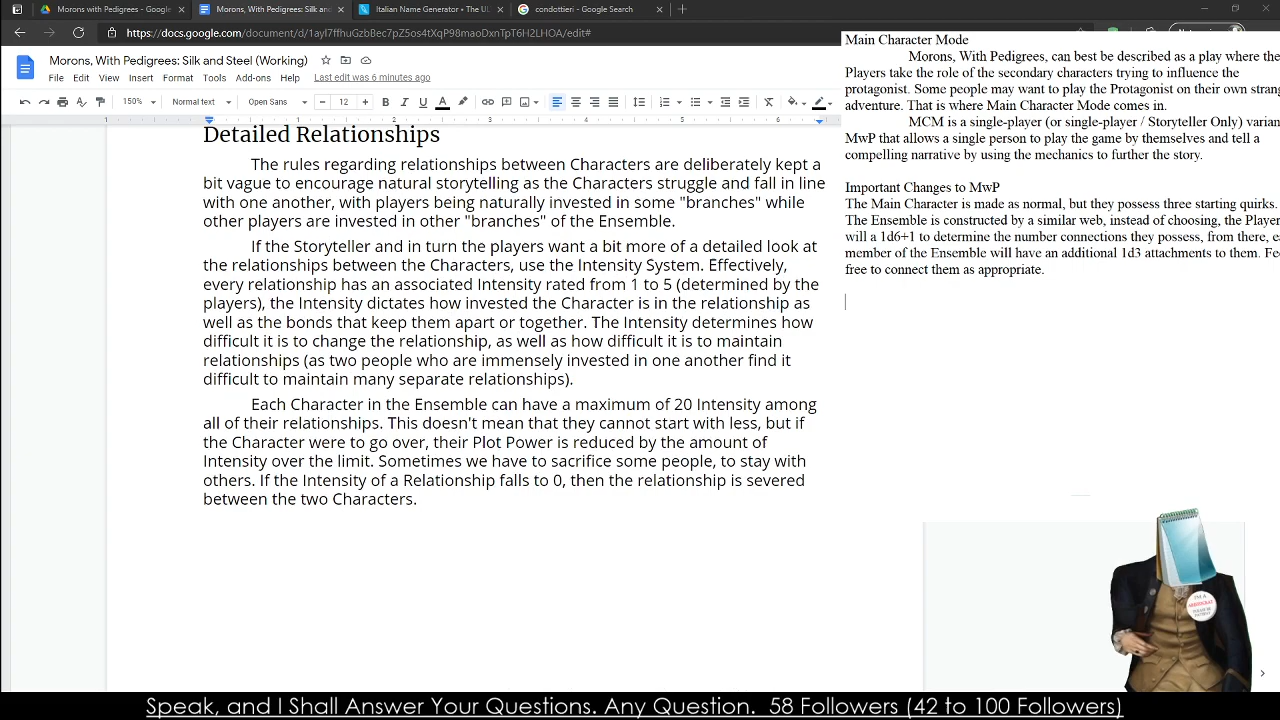 Morons with Pedigrees - Google
Morons, With Pedigrees: Silk and
Italian Name Generator • The Ul
condottieri - Google Search
https://docs.google.com/document/d/1ayI7ffhuGzbBec7pZ5os4tXqP98maoDxnTpT6H2LHOA/edit#
Morons, With Pedigrees: Silk and Steel (Working)
File Edit View Insert Format Tools Add-ons Help Last edit was 6 minutes ago
150% Normal text Open Sans 12
1 1 2 3 4 5 6
Detailed Relationships
The rules regarding relationships between Characters are deliberately kept a
bit vague to encourage natural storytelling as the Characters struggle and fall in line
with one another, with players being naturally invested in some "branches" while
other players are invested in other "branches" of the Ensemble.
If the Storyteller and in turn the players want a bit more of a detailed look at
the relationships between the Characters, use the Intensity System. Effectively,
every relationship has an associated Intensity rated from 1 to 5 (determined by the
players), the Intensity dictates how invested the Character is in the relationship as
well as the bonds that keep them apart or together. The Intensity determines how
difficult it is to change the relationship, as well as how difficult it is to maintain
relationships (as two people who are immensely invested in one another find it
difficult to maintain many separate relationships).
Each Character in the Ensemble can have a maximum of 20 Intensity among
all of their relationships. This doesn't mean that they cannot start with less, but if
the Character were to go over, their Plot Power is reduced by the amount of
Intensity over the limit. Sometimes we have to sacrifice some people, to stay with
others. If the Intensity of a Relationship falls to 0, then the relationship is severed
between the two Characters.
Main Character Mode
Morons, With Pedigrees, can best be described as a play where the
Players take the role of the secondary characters trying to influence the
protagonist. Some people may want to play the Protagonist on their own strang
adventure. That is where Main Character Mode comes in.
MCM is a single-player (or single-player / Storyteller Only) varian
MwP that allows a single person to play the game by themselves and tell a
compelling narrative by using the mechanics to further the story.
Important Changes to MwP
The Main Character is made as normal, but they possess three starting quirks.
The Ensemble is constructed by a similar web, instead of choosing, the Player
will a 1d6+1 to determine the number connections they possess, from there, e
member of the Ensemble will have an additional 1d3 attachments to them. Fe
free to connect them as appropriate.
I'M A
Speak, and I Shall Answer Your Questions. Any Question. 58 Followers (42 to 100 Followers)